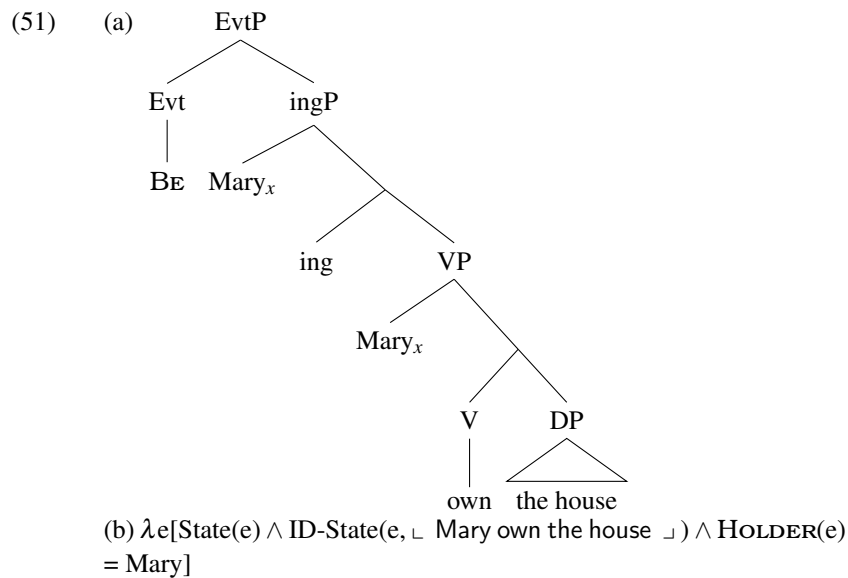 (51) (a) EvtP
Evt ingP
BE Maryₓ
ing VP
Maryₓ
V DP
own the house
(b) λe[State(e) ∧ ID-State(e, ⌞ Mary own the house ⌟) ∧ HOLDER(e)
= Mary]